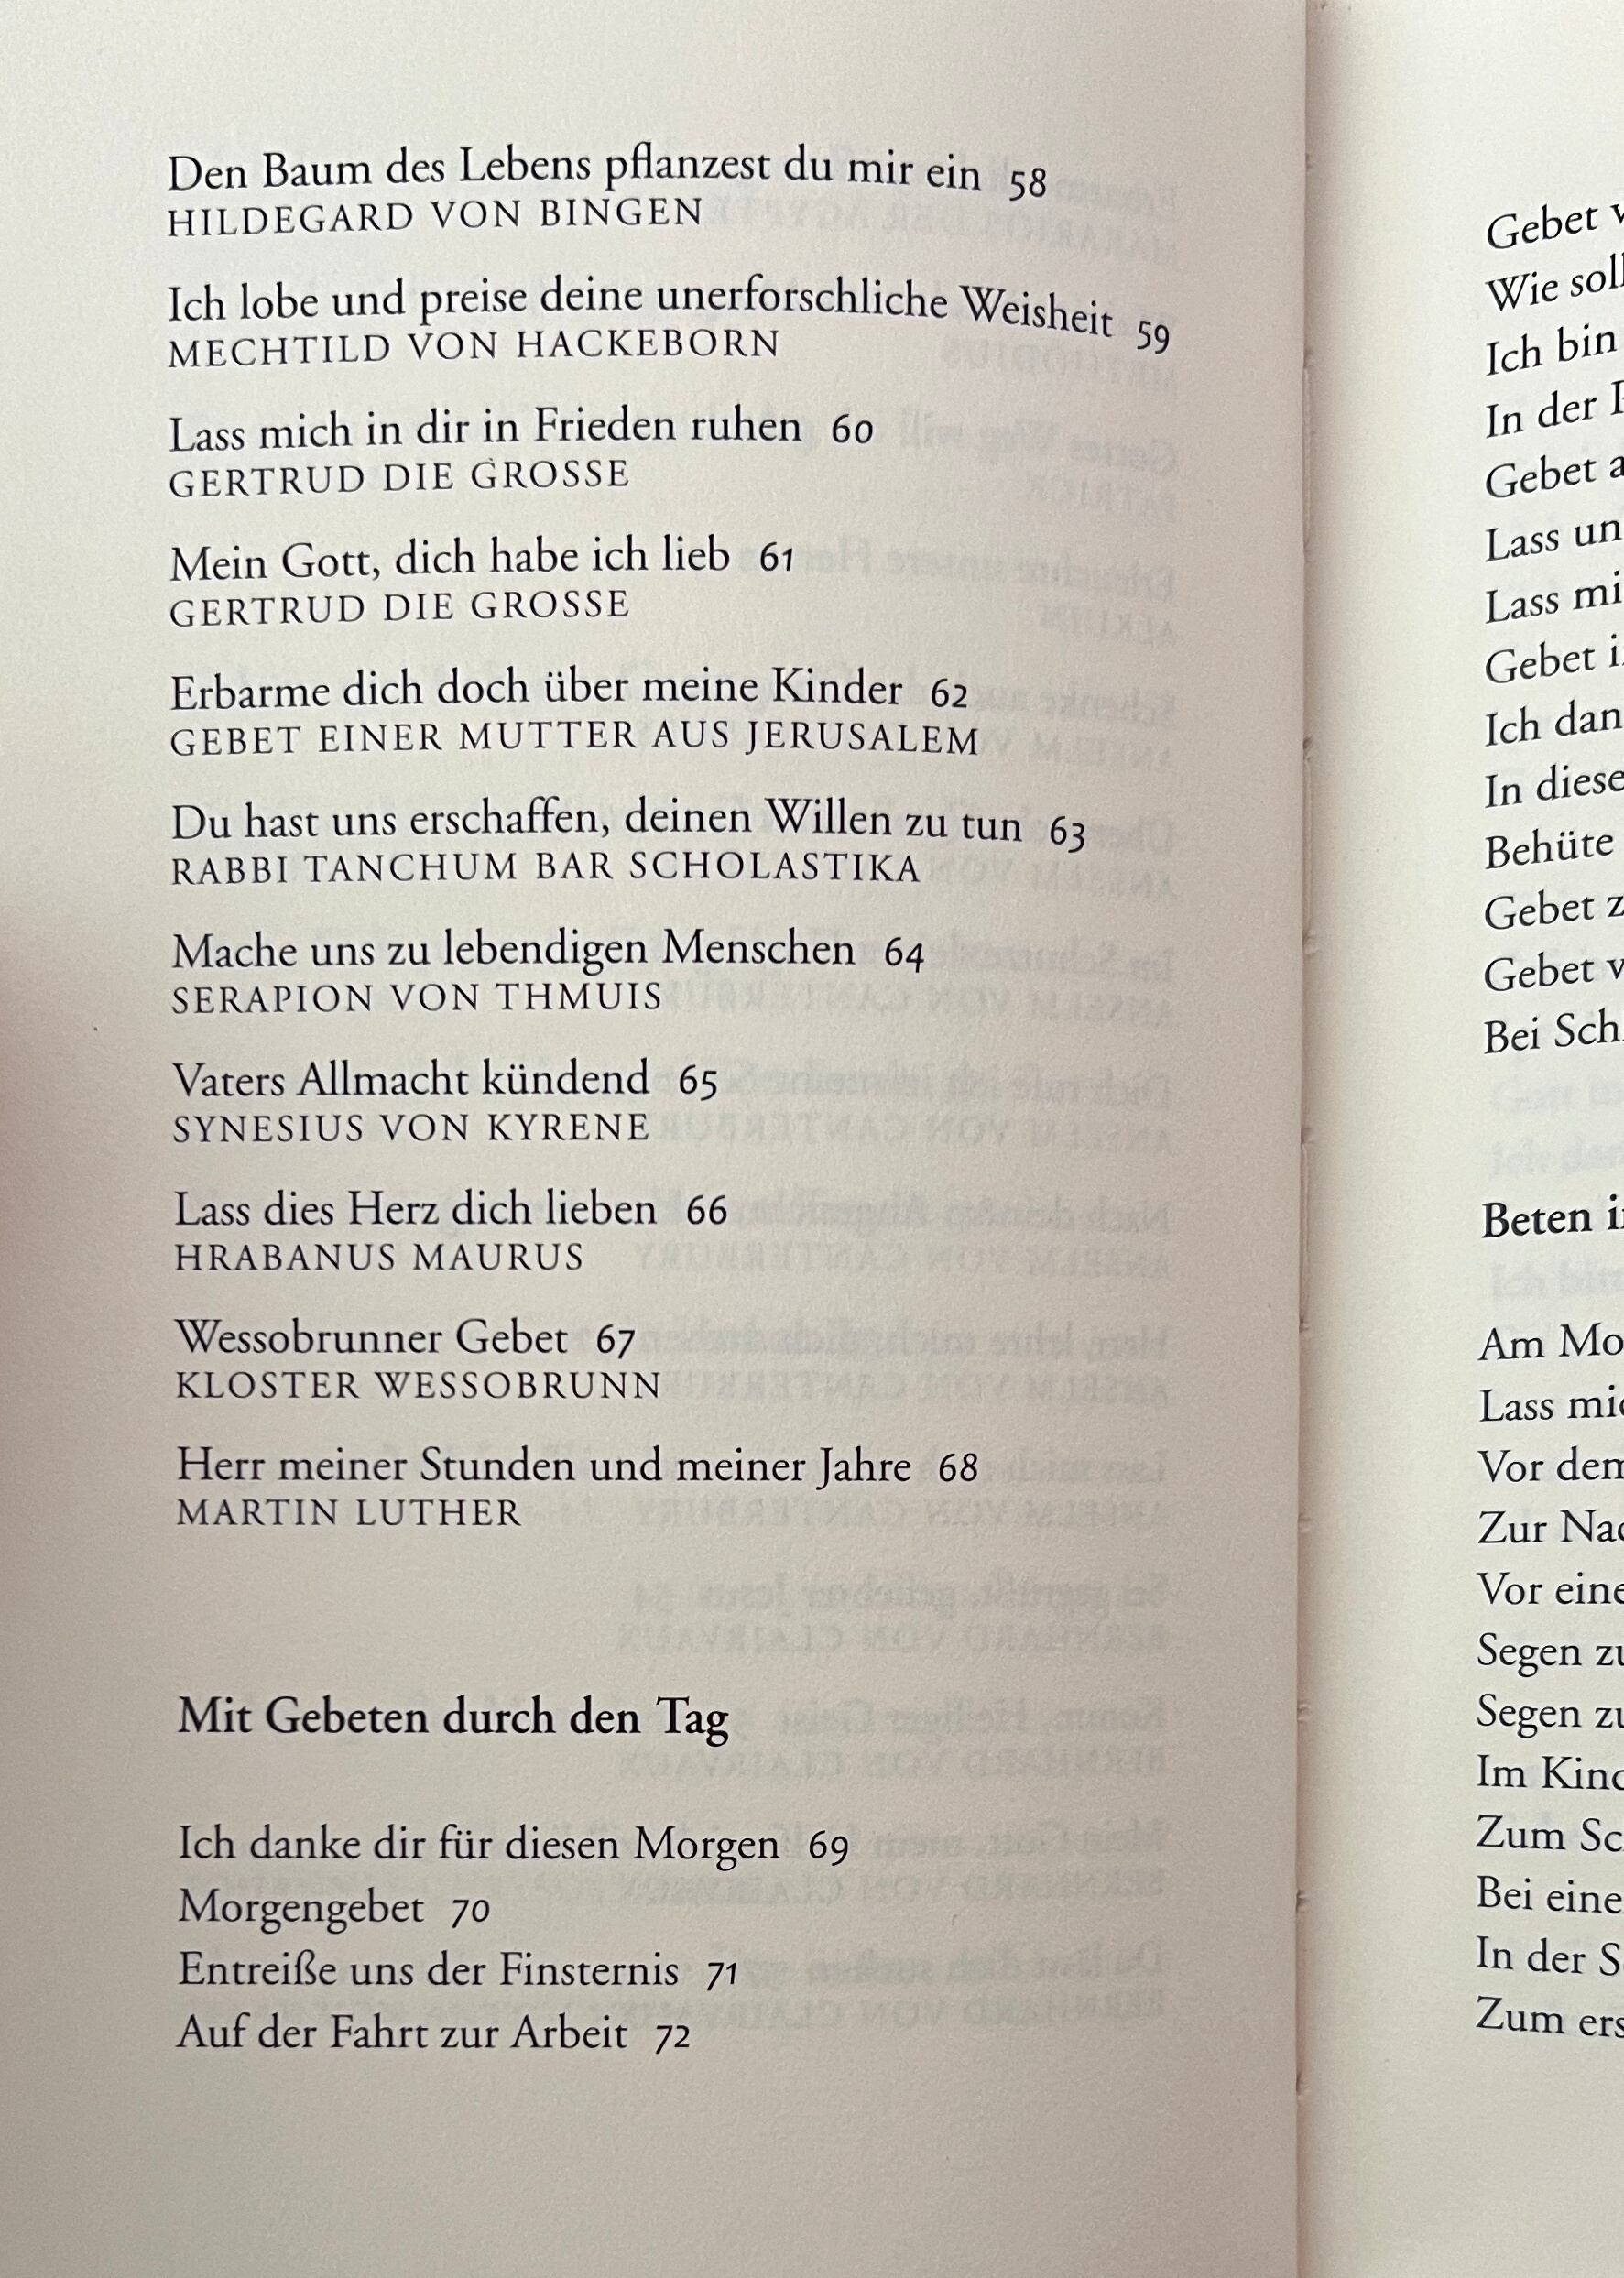 Den Baum des Lebens pflanzest du mir ein 58
HILDEGARD VON BINGEN
Ich lobe und preise deine unerforschliche Weisheit 59
MECHTILD VON HACKEBORN
Lass mich in dir in Frieden ruhen 60
GERTRUD DIE GROSSE
Mein Gott, dich habe ich lieb 61
GERTRUD DIE GROSSE
Erbarme dich doch über meine Kinder 62
GEBET EINER MUTTER AUS JERUSALEM
Du hast uns erschaffen, deinen Willen zu tun 63
RABBI TANCHUM BAR SCHOLASTIKA
Mache uns zu lebendigen Menschen 64
SERAPION VON THMUIS
Vaters Allmacht kündend 65
SYNESIUS VON KYRENE
Lass dies Herz dich lieben 66
HRABANUS MAURUS
Wessobrunner Gebet 67
KLOSTER WESSOBRUNN
Herr meiner Stunden und meiner Jahre 68
MARTIN LUTHER
Mit Gebeten durch den Tag
Ich danke dir für diesen Morgen 69
Morgengebet 70
Entreiße uns der Finsternis 71
Auf der Fahrt zur Arbeit 72
Gebet
Wie
Ich bin
In der
Gebet
Lass
Lass
Gebet
Ich
In
Behüte
Gebet
Gebet
Bei
Beten
Am
Lass
Vor
Zur
Vor
Segen
Segen
Im
Zum
Bei
In der
Zum